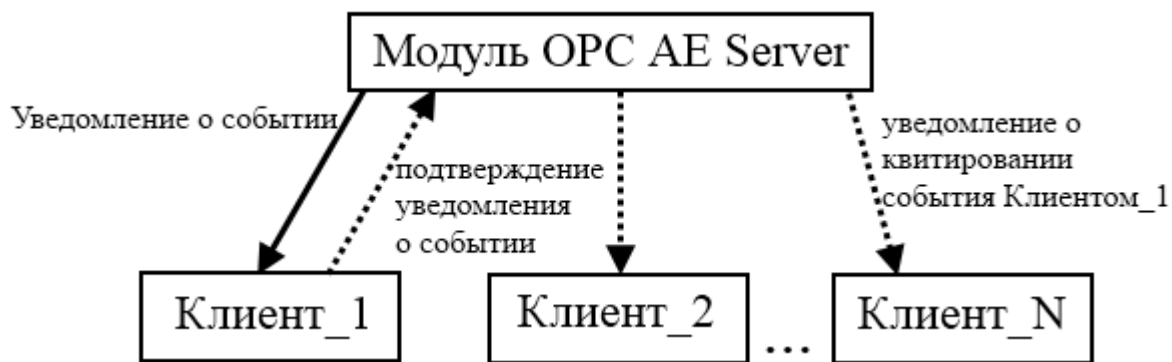 Модуль OPC AE Server
Уведомление о событии
подтверждение
уведомления
о событии
уведомление о
квитировании
события Клиентом_1
Клиент_1
Клиент_2
...
Клиент_N